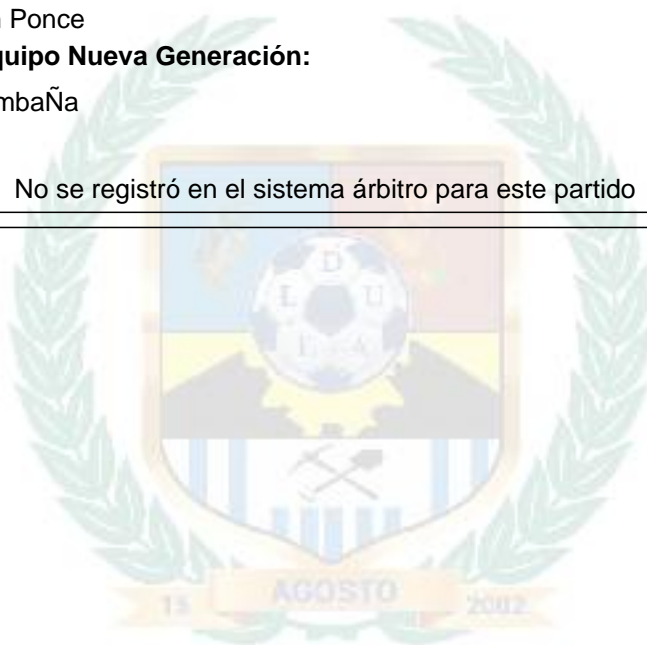 n Ponce
quipo Nueva Generación:
mbaÑa
No se registró en el sistema árbitro para este partido
D
L U
E A
15 AGOSTO 2002